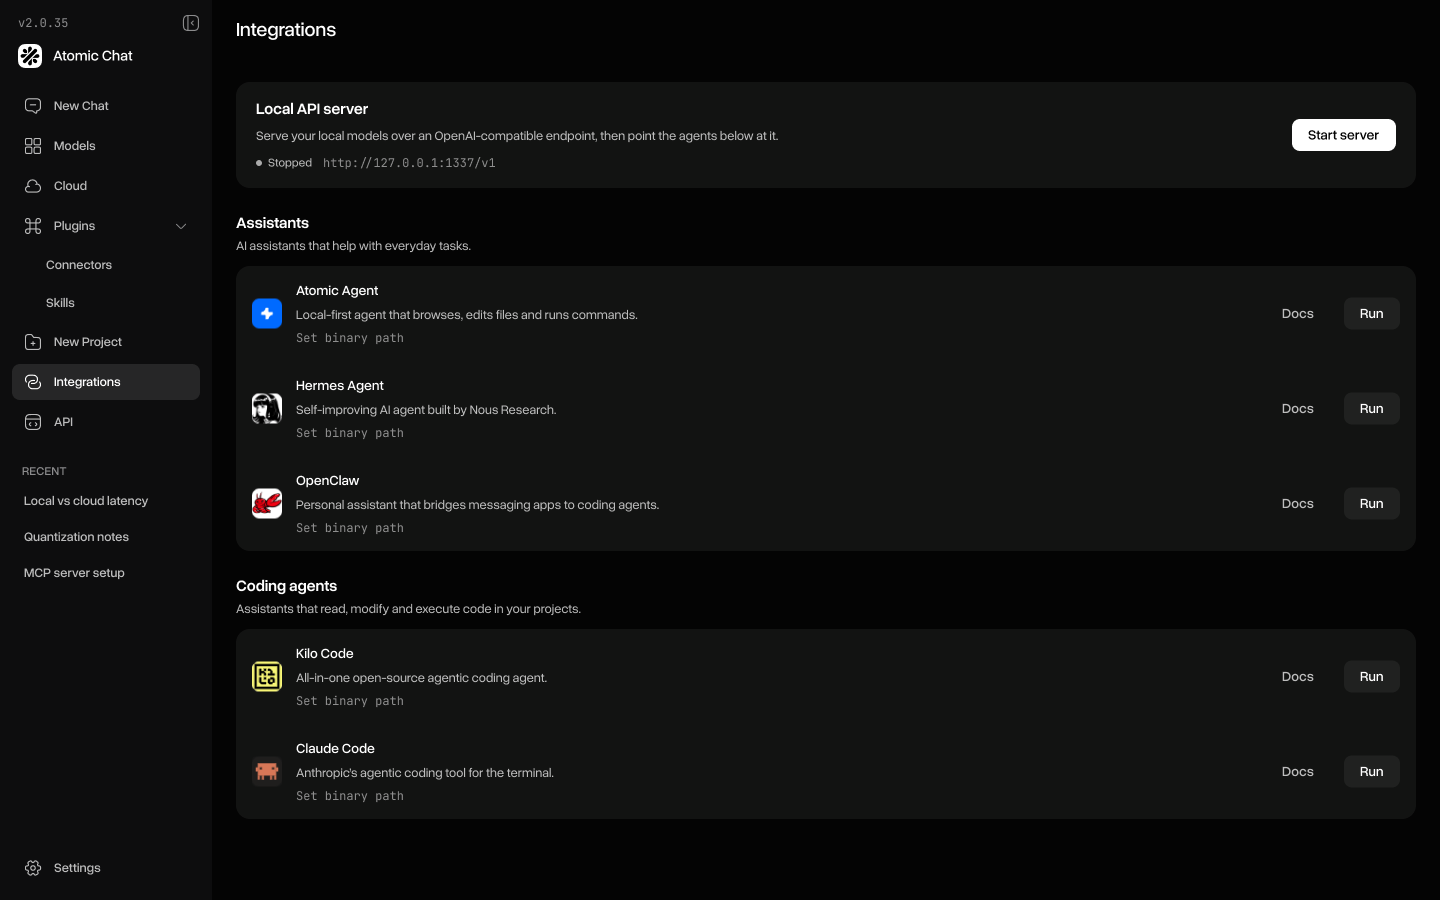 v2.0.35
Atomic Chat
New Chat
Models
Cloud
Plugins
Connectors
Skills
New Project
Integrations
API
RECENT
Local vs cloud latency
Quantization notes
MCP server setup
Settings
Integrations
Local API server
Serve your local models over an OpenAI-compatible endpoint, then point the agents below at it.
Stopped http://127.0.0.1:1337/v1
Start server
Assistants
AI assistants that help with everyday tasks.
Atomic Agent
Local-first agent that browses, edits files and runs commands.
Set binary path
Docs Run
Hermes Agent
Self-improving AI agent built by Nous Research.
Set binary path
Docs Run
OpenClaw
Personal assistant that bridges messaging apps to coding agents.
Set binary path
Docs Run
Coding agents
Assistants that read, modify and execute code in your projects.
Kilo Code
All-in-one open-source agentic coding agent.
Set binary path
Docs Run
Claude Code
Anthropic's agentic coding tool for the terminal.
Set binary path
Docs Run